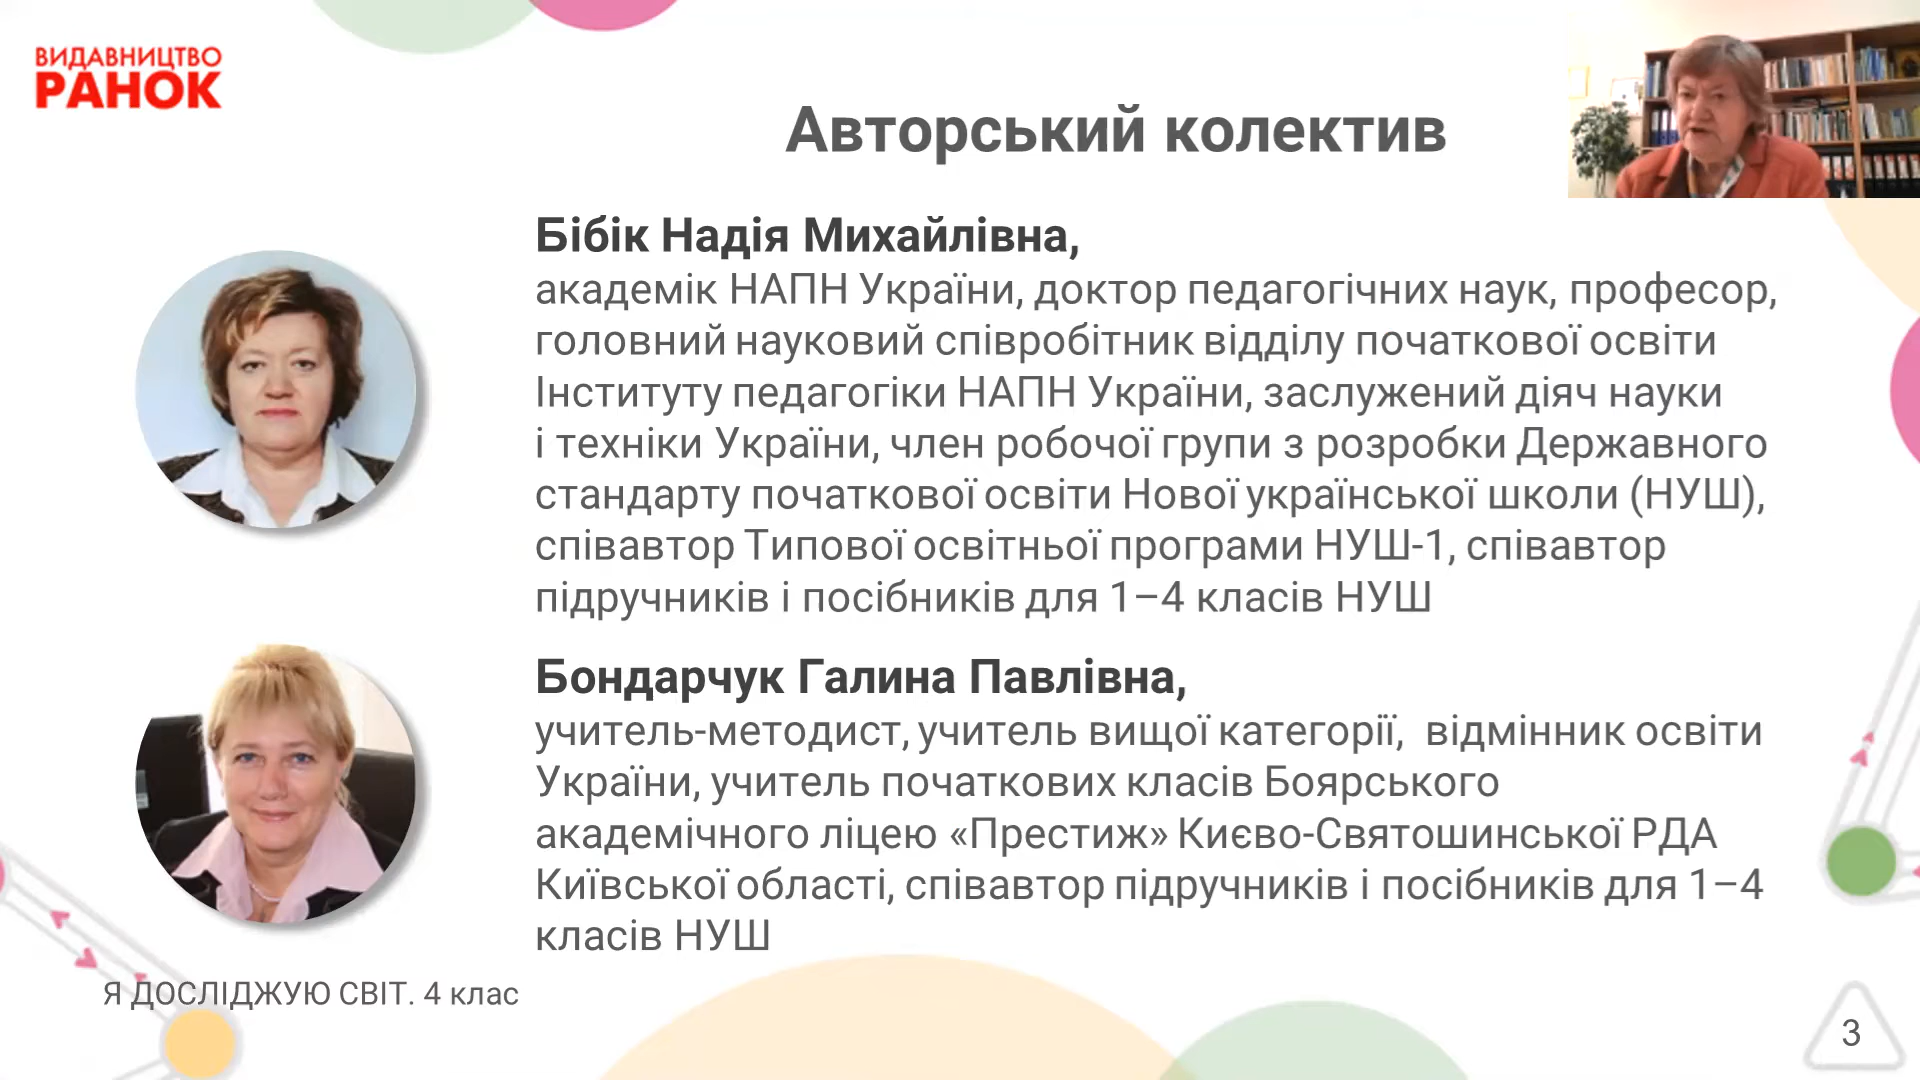 ВИДАВНИЦТВО
РАНОК
Авторський колектив
Бібік Надія Михайлівна,
академік НАПН України, доктор педагогічних наук, професор,
головний науковий співробітник відділу початкової освіти
Інституту педагогіки НАПН України, заслужений діяч науки
і техніки України, член робочої групи з розробки Державного
стандарту початкової освіти Нової української школи (НУШ),
співавтор Типової освітньої програми НУШ-1, співавтор
підручників і посібників для 1–4 класів НУШ
Бондарчук Галина Павлівна,
учитель-методист, учитель вищої категорії, відмінник освіти
України, учитель початкових класів Боярського
академічного ліцею «Престиж» Києво-Святошинської РДА
Київської області, співавтор підручників і посібників для 1–4
класів НУШ
Я ДОСЛІДЖУЮ СВІТ. 4 клас
3